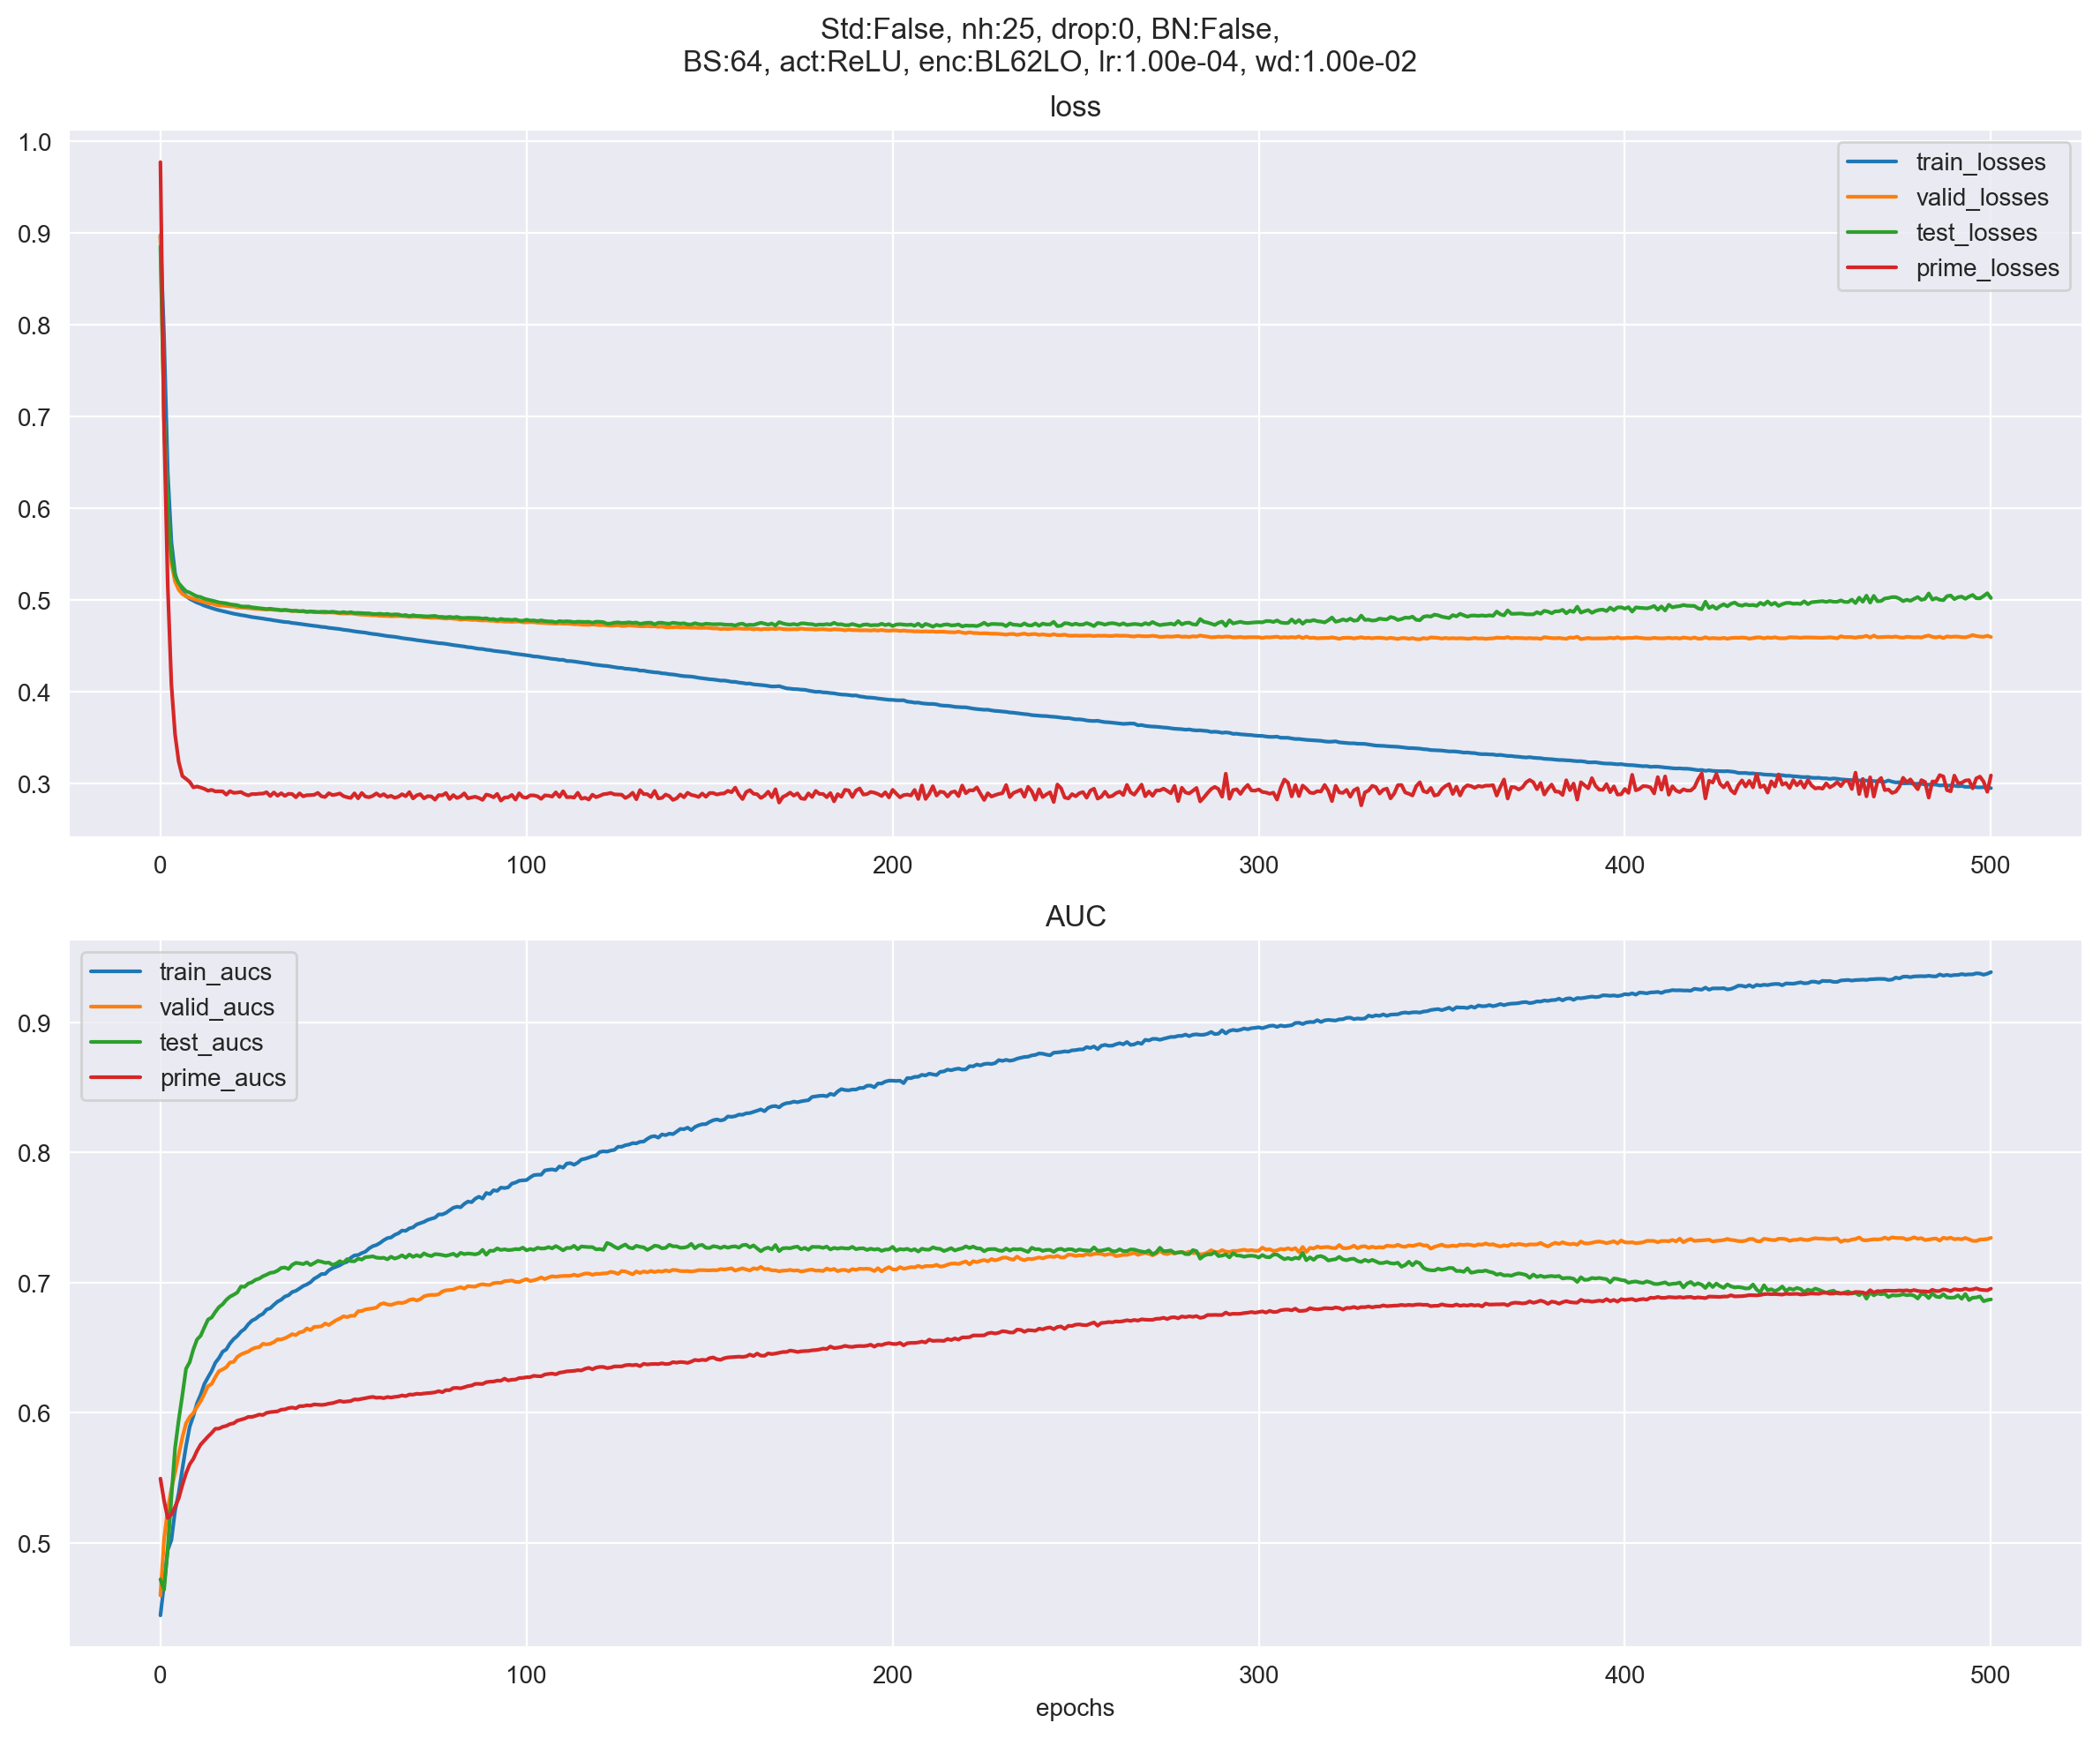 Std:False, nh:25, drop:0, BN:False,
BS:64, act:ReLU, enc:BL62LO, lr:1.00e-04, wd:1.00e-02
loss
1.0
0.9
0.8
0.7
0.6
0.5
0.4
0.3
train_losses
valid_losses
test_losses
prime_losses
0 100 200 300 400 500
AUC
train_aucs
valid_aucs
test_aucs
prime_aucs
0.9
0.8
0.7
0.6
0.5
0 100 200 300 400 500
epochs